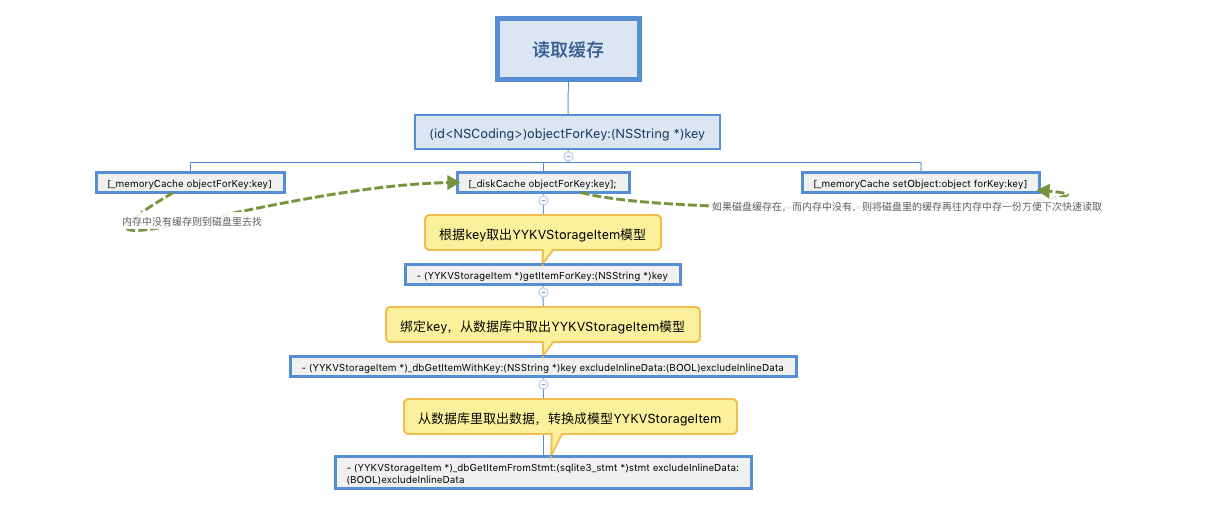 读取缓存
(id<NSCoding>)objectForKey:(NSString *)key
[_memoryCache objectForKey:key]
[_diskCache objectForKey:key];
[_memoryCache setObject:object forKey:key]
内存中没有缓存则到磁盘里去找
如果磁盘缓存在，而内存中没有，则将磁盘里的缓存再往内存中存一份方便下次快速读取
根据key取出YYKVStorageItem模型
- (YYKVStorageItem *)getItemForKey:(NSString *)key
绑定key，从数据库中取出YYKVStorageItem模型
- (YYKVStorageItem *)_dbGetItemWithKey:(NSString *)key excludeInlineData:(BOOL)excludeInlineData
从数据库里取出数据，转换成模型YYKVStorageItem
- (YYKVStorageItem *)_dbGetItemFromStmt:(sqlite3_stmt *)stmt excludeInlineData:
(BOOL)excludeInlineData